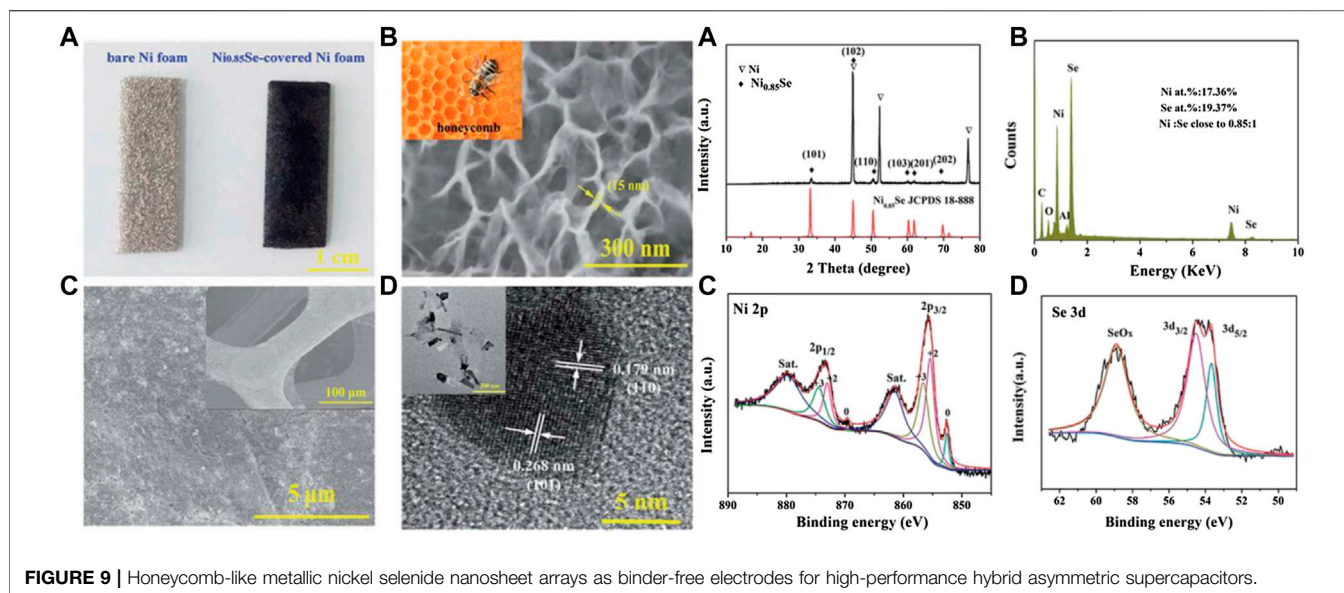 A
bare Ni foam
Ni0.85Se-covered Ni foam
1 cm
B
honeycomb
(15 nm)
300 nm
C
100 μm
5 μm
D
0.179 nm
(110)
0.268 nm
(101)
5 nm
A
Intensity (a.u.)
▽ Ni
◆ Ni0.85Se
(101)
(102)
(110)
(103)
(201)
(202)
Ni0.85Se JCPDS 18-888
10 20 30 40 50 60 70 80
2 Theta (degree)
B
Counts
C
O
Ni
Al
Se
Ni at.%:17.36%
Se at.%:19.37%
Ni :Se close to 0.85:1
Ni
Se
0 2 4 6 8 10
Energy (KeV)
C
Ni 2p
Intensity (a.u.)
Sat.
2p1/2
+3
+2
0
Sat.
2p3/2
+3
+2
0
890 880 870 860 850
Binding energy (eV)
D
Se 3d
Intensity(a.u.)
SeOx
3d3/2
3d5/2
62 60 58 56 54 52 50
Binding energy (eV)
FIGURE 9 | Honeycomb-like metallic nickel selenide nanosheet arrays as binder-free electrodes for high-performance hybrid asymmetric supercapacitors.